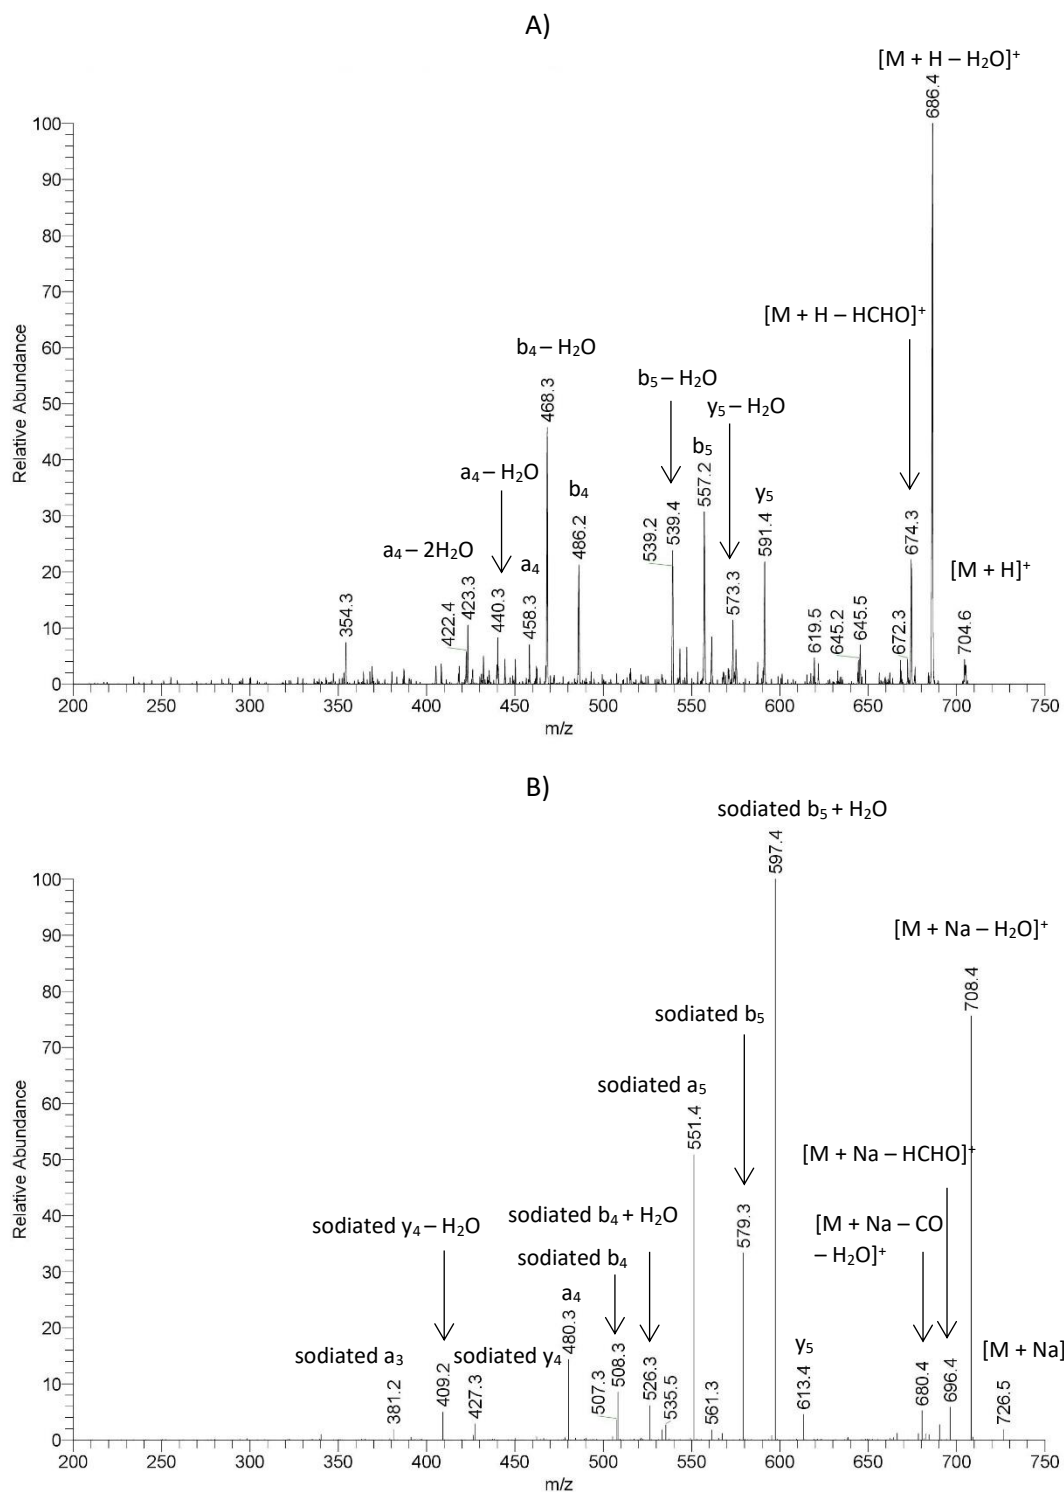 A)
[M + H – H₂O]⁺
686.4
[M + H – HCHO]⁺
b₄ – H₂O
468.3
b₅ – H₂O
y₅ – H₂O
a₄ – H₂O
b₅
557.2
b₄
486.2
539.2
539.4
y₅
591.4
674.3
a₄ – 2H₂O
a₄
[M + H]⁺
354.3
422.4
423.3
440.3
458.3
573.3
619.5
645.2
645.5
672.3
704.6
Relative Abundance
100
90
80
70
60
50
40
30
20
10
0
200 250 300 350 400 450 500 550 600 650 700 750
m/z
B)
sodiated b₅ + H₂O
597.4
[M + Na – H₂O]⁺
708.4
sodiated b₅
sodiated a₅
551.4
[M + Na – HCHO]⁺
sodiated y₄ – H₂O
sodiated b₄ + H₂O
[M + Na – CO
– H₂O]⁺
sodiated b₄
a₄
480.3
579.3
sodiated a₃
sodiated y₄
y₅
[M + Na]
381.2
409.2
427.3
507.3
508.3
526.3
535.5
561.3
613.4
680.4
696.4
726.5
Relative Abundance
100
90
80
70
60
50
40
30
20
10
0
200 250 300 350 400 450 500 550 600 650 700 750
m/z